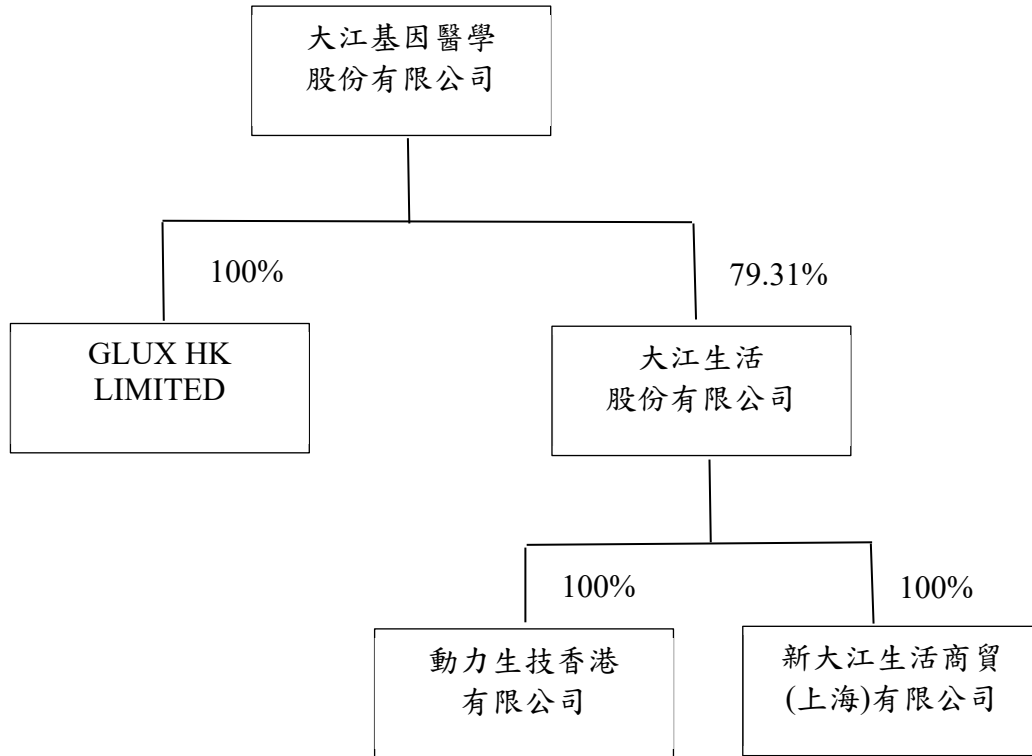 大江基因醫學
股份有限公司
100%
79.31%
GLUX HK
LIMITED
大江生活
股份有限公司
100%
100%
動力生技香港
有限公司
新大江生活商貿
(上海)有限公司